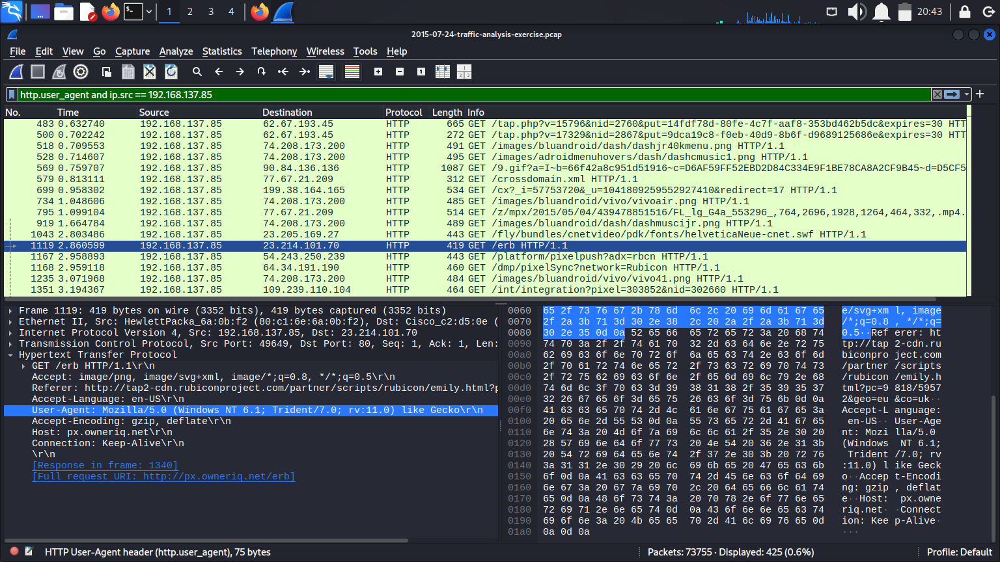 1 2 3 4 20:43
2015-07-24-traffic-analysis-exercise.pcap
File Edit View Go Capture Analyze Statistics Telephony Wireless Tools Help
http.user_agent and ip.src == 192.168.137.85
No. Time Source Destination Protocol Length Info
483 0.632740 192.168.137.85 62.67.193.45 HTTP 665 GET /tap.php?v=15796&nid=2760&put=14fdf78d-80fe-4c7f-aaf8-353bd462b5dc&expires=30 HTT
500 0.702242 192.168.137.85 62.67.193.45 HTTP 272 GET /tap.php?v=17329&nid=2867&put=9dca19c8-f0eb-40d9-8b6f-d9689125686e&expires=30 HTT
518 0.709553 192.168.137.85 74.208.173.200 HTTP 491 GET /images/bluandroid/dash/dashjr40kmenu.png HTTP/1.1
528 0.714607 192.168.137.85 74.208.173.200 HTTP 495 GET /images/adroidmenuhovers/dash/dashcmusic1.png HTTP/1.1
569 0.759707 192.168.137.85 90.84.136.136 HTTP 1087 GET /9.gif?a=I~b=66f42a8c951d51916~c=D6AF59FF52EBD2D84C334E9F1BE78CA8A2CF9B45~d=D5CF5
579 0.813111 192.168.137.85 77.67.21.209 HTTP 312 GET /crossdomain.xml HTTP/1.1
699 0.958302 192.168.137.85 199.38.164.165 HTTP 534 GET /cx?_i=57753720&_u=1041809259552927410&redirect=17 HTTP/1.1
734 1.048606 192.168.137.85 74.208.173.200 HTTP 485 GET /images/bluandroid/vivo/vivoair.png HTTP/1.1
795 1.099104 192.168.137.85 77.67.21.209 HTTP 514 GET /z/mpx/2015/05/04/439478851516/FL_lg_G4a_553296_,764,2696,1928,1264,464,332,.mp4.
919 1.664784 192.168.137.85 74.208.173.200 HTTP 489 GET /images/bluandroid/dash/dashmuscijr.png HTTP/1.1
1043 2.803486 192.168.137.85 23.205.169.27 HTTP 443 GET /fly/bundles/cnetvideo/pdk/fonts/helveticaNeue-cnet.swf HTTP/1.1
1119 2.860599 192.168.137.85 23.214.101.70 HTTP 419 GET /erb HTTP/1.1
1167 2.958893 192.168.137.85 54.243.250.239 HTTP 443 GET /platform/pixelpush?adx=rbcn HTTP/1.1
1168 2.959118 192.168.137.85 64.34.191.190 HTTP 460 GET /dmp/pixelSync?network=Rubicon HTTP/1.1
1235 3.071968 192.168.137.85 74.208.173.200 HTTP 484 GET /images/bluandroid/vivo/vivo41.png HTTP/1.1
1351 3.194367 192.168.137.85 109.239.110.104 HTTP 464 GET /int/integration?pixel=303852&nid=302660 HTTP/1.1
Frame 1119: 419 bytes on wire (3352 bits), 419 bytes captured (3352 bits)
Ethernet II, Src: HewlettPacka_6a:0b:f2 (80:c1:6e:6a:0b:f2), Dst: Cisco_c2:d5:0e (
Internet Protocol Version 4, Src: 192.168.137.85, Dst: 23.214.101.70
Transmission Control Protocol, Src Port: 49649, Dst Port: 80, Seq: 1, Ack: 1, Len:
Hypertext Transfer Protocol
GET /erb HTTP/1.1\r\n
Accept: image/png, image/svg+xml, image/*;q=0.8, */*;q=0.5\r\n
Referer: http://tap2-cdn.rubiconproject.com/partner/scripts/rubicon/emily.html?p
Accept-Language: en-US\r\n
User-Agent: Mozilla/5.0 (Windows NT 6.1; Trident/7.0; rv:11.0) like Gecko\r\n
Accept-Encoding: gzip, deflate\r\n
Host: px.owneriq.net\r\n
Connection: Keep-Alive\r\n
\r\n
[Response in frame: 1340]
[Full request URI: http://px.owneriq.net/erb]
0060 65 2f 73 76 67 2b 78 6d 6c 2c 20 69 6d 61 67 65 e/svg+xm l, image
0070 2f 2a 3b 71 3d 30 2e 38 2c 20 2a 2f 2a 3b 71 3d /*;q=0.8 , */*;q=
0080 30 2e 35 0d 0a 52 65 66 65 72 65 72 3a 20 68 74 0.5··Ref erer: ht
0090 74 70 3a 2f 2f 74 61 70 32 2d 63 64 6e 2e 72 75 tp://tap 2-cdn.ru
00a0 62 69 63 6f 6e 70 72 6f 6a 65 63 74 2e 63 6f 6d biconpro ject.com
00b0 2f 70 61 72 74 6e 65 72 2f 73 63 72 69 70 74 73 /partner /scripts
00c0 2f 72 75 62 69 63 6f 6e 2f 65 6d 69 6c 79 2e 68 /rubicon /emily.h
00d0 74 6d 6c 3f 70 63 3d 39 38 31 38 2f 35 39 35 37 tml?pc=9 818/5957
00e0 32 26 67 65 6f 3d 65 75 26 63 6f 3d 75 6b 0d 0a 2&geo=eu &co=uk··
00f0 41 63 63 65 70 74 2d 4c 61 6e 67 75 61 67 65 3a Accept-L anguage:
0100 20 65 6e 2d 55 53 0d 0a 55 73 65 72 2d 41 67 65 en-US·· User-Age
0110 6e 74 3a 20 4d 6f 7a 69 6c 6c 61 2f 35 2e 30 20 nt: Mozi lla/5.0
0120 28 57 69 6e 64 6f 77 73 20 4e 54 20 36 2e 31 3b (Windows NT 6.1;
0130 20 54 72 69 64 65 6e 74 2f 37 2e 30 3b 20 72 76 Trident /7.0; rv
0140 3a 31 31 2e 30 29 20 6c 69 6b 65 20 47 65 63 6b :11.0) l ike Geck
0150 6f 0d 0a 41 63 63 65 70 74 2d 45 6e 63 6f 64 69 o··Accep t-Encodi
0160 6e 67 3a 20 67 7a 69 70 2c 20 64 65 66 6c 61 74 ng: gzip , deflat
0170 65 0d 0a 48 6f 73 74 3a 20 70 78 2e 6f 77 6e 65 e··Host: px.owne
0180 72 69 71 2e 6e 65 74 0d 0a 43 6f 6e 6e 65 63 74 riq.net· ·Connect
0190 69 6f 6e 3a 20 4b 65 65 70 2d 41 6c 69 76 65 0d ion: Kee p-Alive·
01a0 0a 0d 0a ···
HTTP User-Agent header (http.user_agent), 75 bytes Packets: 73755 · Displayed: 425 (0.6%) Profile: Default